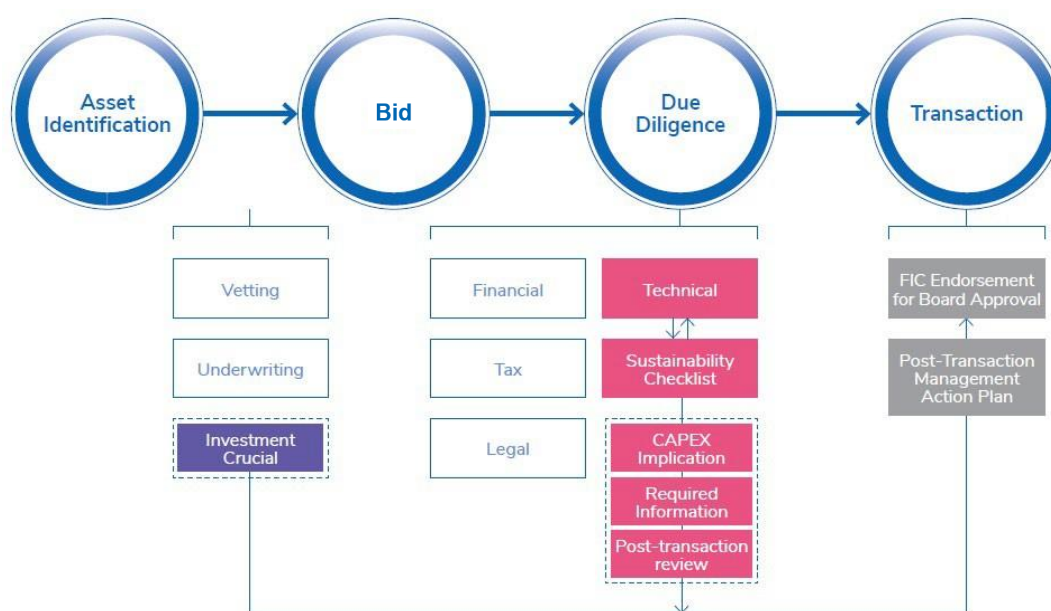 Asset
Identification
Bid
Due
Diligence
Transaction
Vetting
Underwriting
Investment
Crucial
Financial
Tax
Legal
Technical
Sustainability
Checklist
CAPEX
Implication
Required
Information
Post-transaction
review
FIC Endorsement
for Board Approval
Post-Transaction
Management
Action Plan